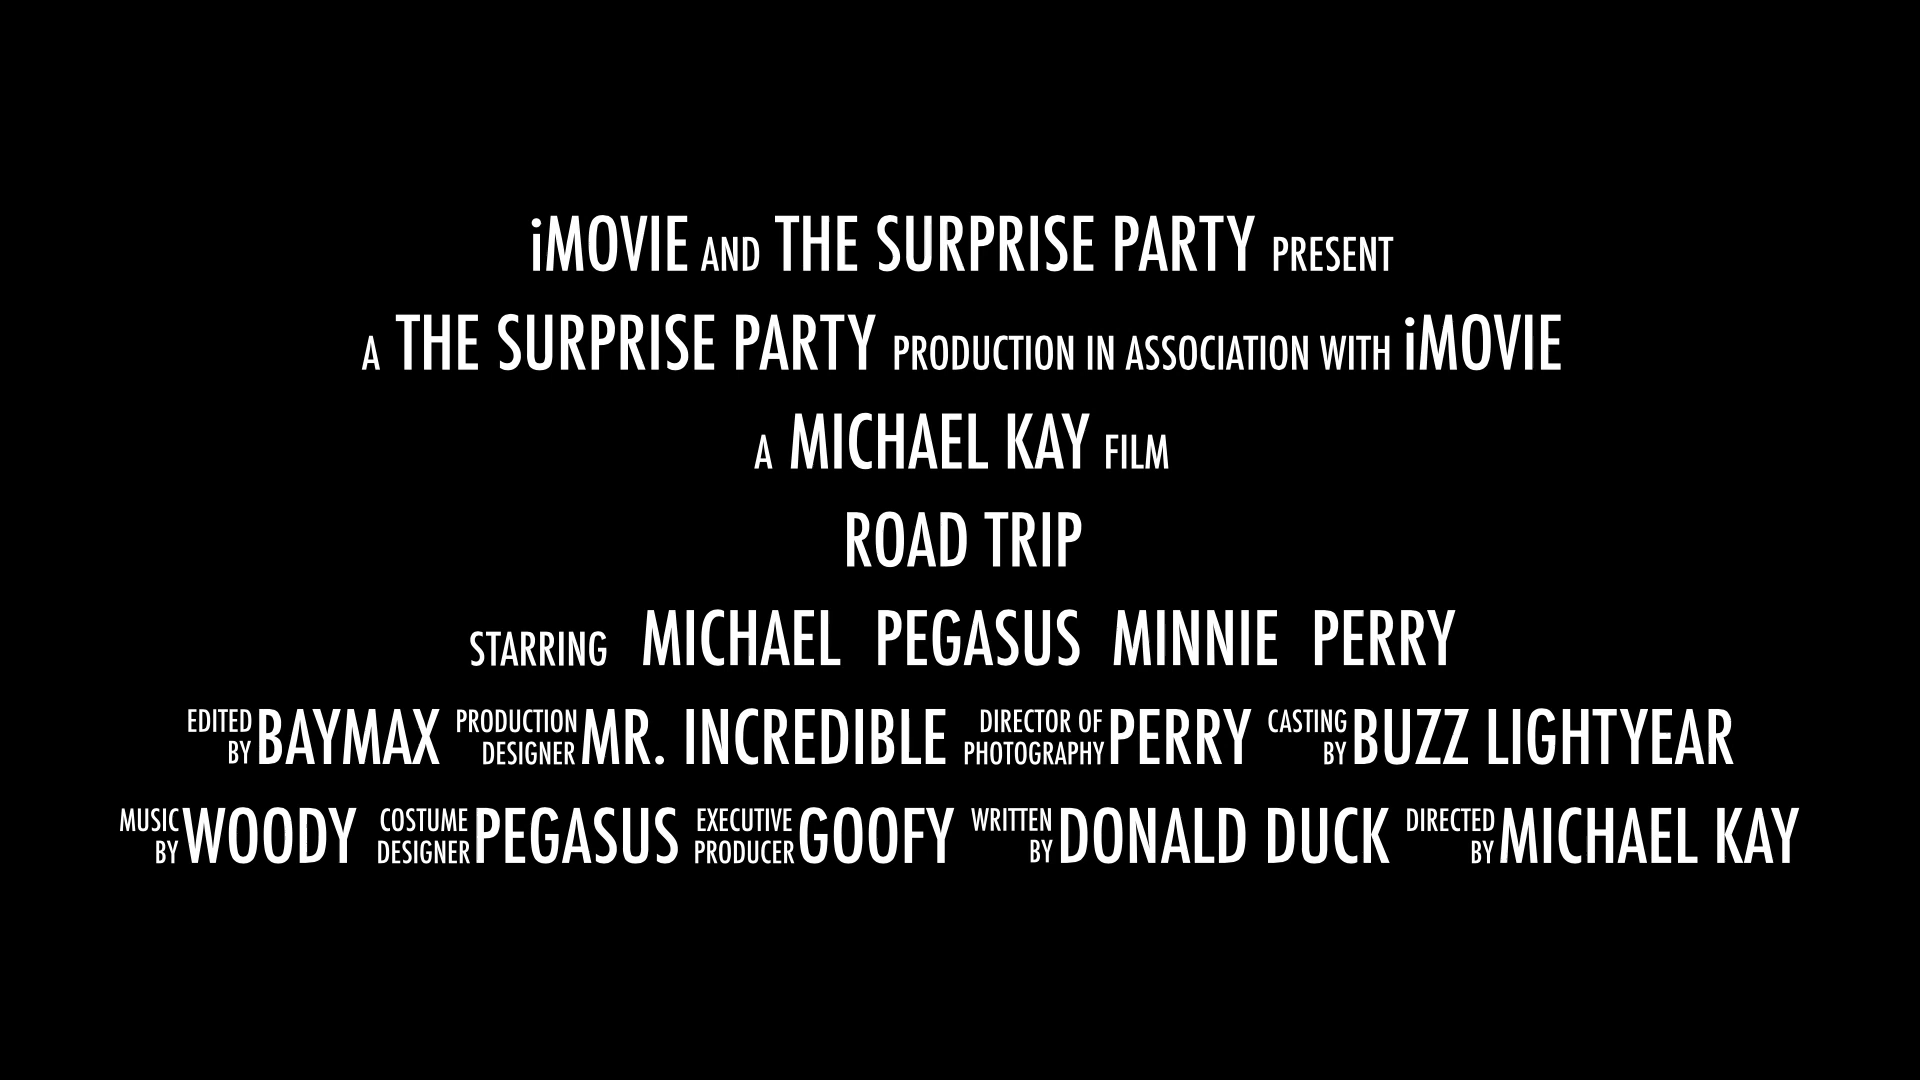 iMOVIE AND THE SURPRISE PARTY PRESENT
A THE SURPRISE PARTY PRODUCTION IN ASSOCIATION WITH iMOVIE
A MICHAEL KAY FILM
ROAD TRIP
STARRING MICHAEL PEGASUS MINNIE PERRY
EDITED BY BAYMAX PRODUCTION DESIGNER MR. INCREDIBLE DIRECTOR OF PHOTOGRAPHY PERRY CASTING BY BUZZ LIGHTYEAR
MUSIC BY WOODY COSTUME DESIGNER PEGASUS EXECUTIVE PRODUCER GOOFY WRITTEN BY DONALD DUCK DIRECTED BY MICHAEL KAY